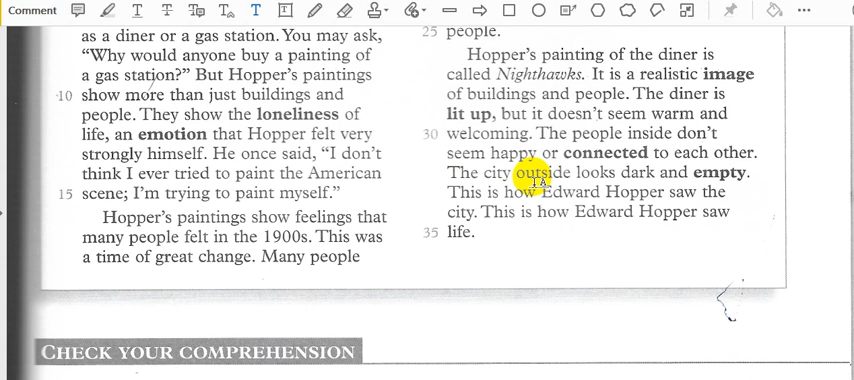 Comment
as a diner or a gas station. You may ask,
“Why would anyone buy a painting of
a gas station?” But Hopper’s paintings
10 show more than just buildings and
people. They show the loneliness of
life, an emotion that Hopper felt very
strongly himself. He once said, “I don’t
think I ever tried to paint the American
15 scene; I’m trying to paint myself.”
Hopper’s paintings show feelings that
many people felt in the 1900s. This was
a time of great change. Many people
25 people.
Hopper’s painting of the diner is
called Nighthawks. It is a realistic image
of buildings and people. The diner is
lit up, but it doesn’t seem warm and
30 welcoming. The people inside don’t
seem happy or connected to each other.
The city outside looks dark and empty.
This is how Edward Hopper saw the
city. This is how Edward Hopper saw
35 life.
CHECK YOUR COMPREHENSION